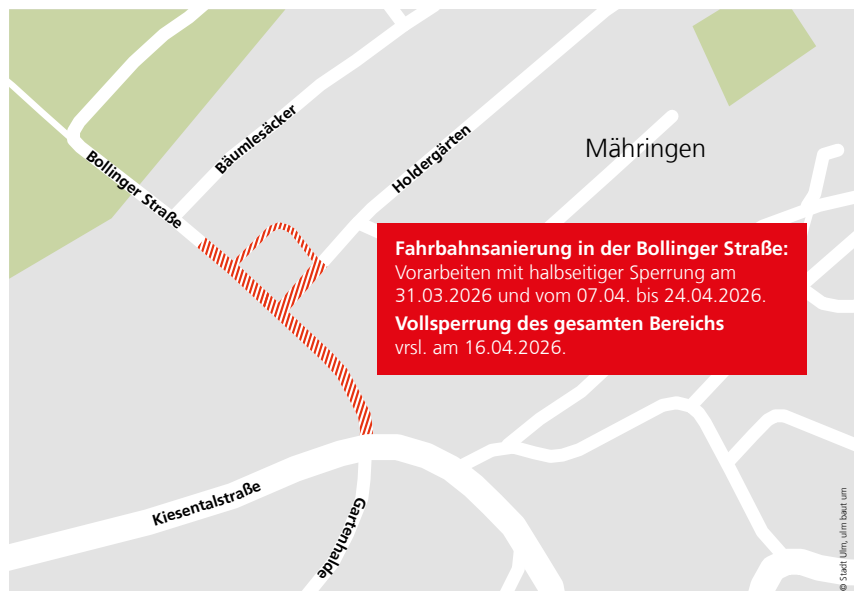 Bäumlesäcker
Bollinger Straße
Holdergärten
Mähringen
Fahrbahnsanierung in der Bollinger Straße:
Vorarbeiten mit halbseitiger Sperrung am
31.03.2026 und vom 07.04. bis 24.04.2026.
Vollsperrung des gesamten Bereichs
vrsl. am 16.04.2026.
Kiesentalstraße
Gartenhalde
© Stadt Ulm, ulm baut um